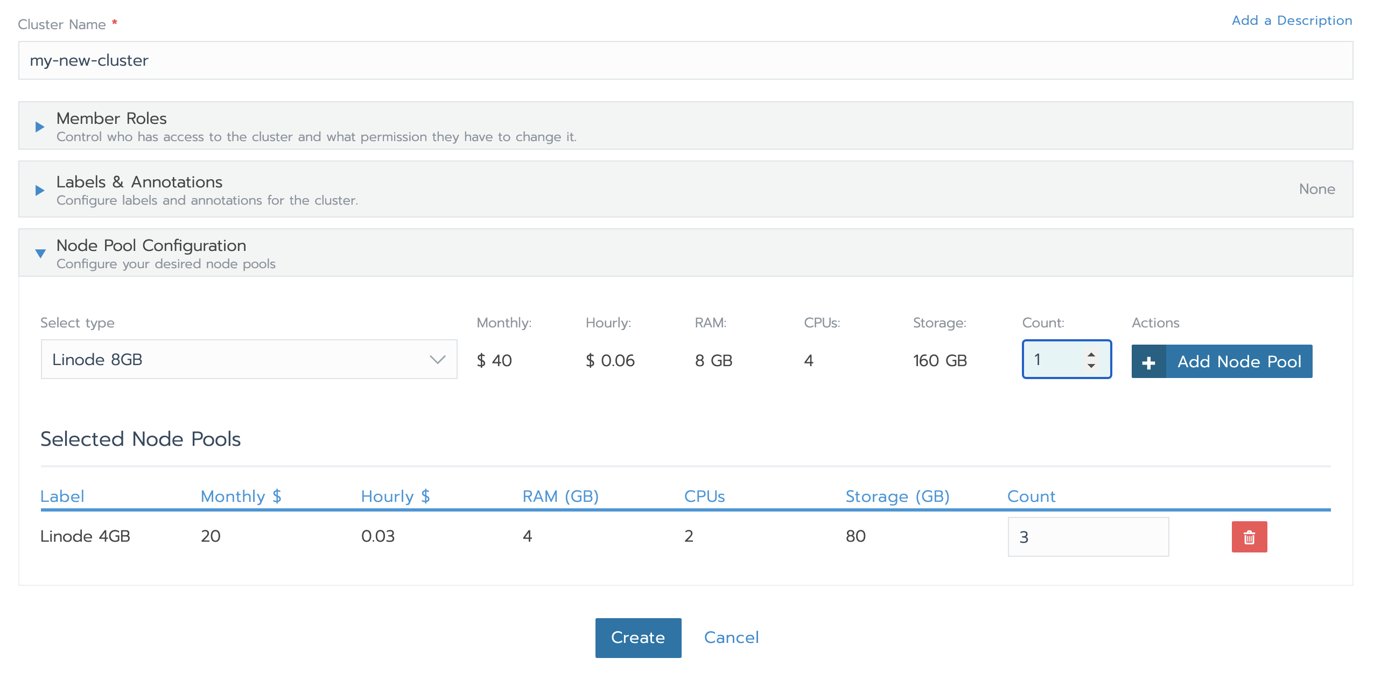 Cluster Name *
Add a Description
my-new-cluster
Member Roles
Control who has access to the cluster and what permission they have to change it.
Labels & Annotations
Configure labels and annotations for the cluster.
None
Node Pool Configuration
Configure your desired node pools
Select type Monthly: Hourly: RAM: CPUs: Storage: Count: Actions
Linode 8GB $ 40 $ 0.06 8 GB 4 160 GB 1 + Add Node Pool
Selected Node Pools
Label Monthly $ Hourly $ RAM (GB) CPUs Storage (GB) Count
Linode 4GB 20 0.03 4 2 80 3
Create Cancel